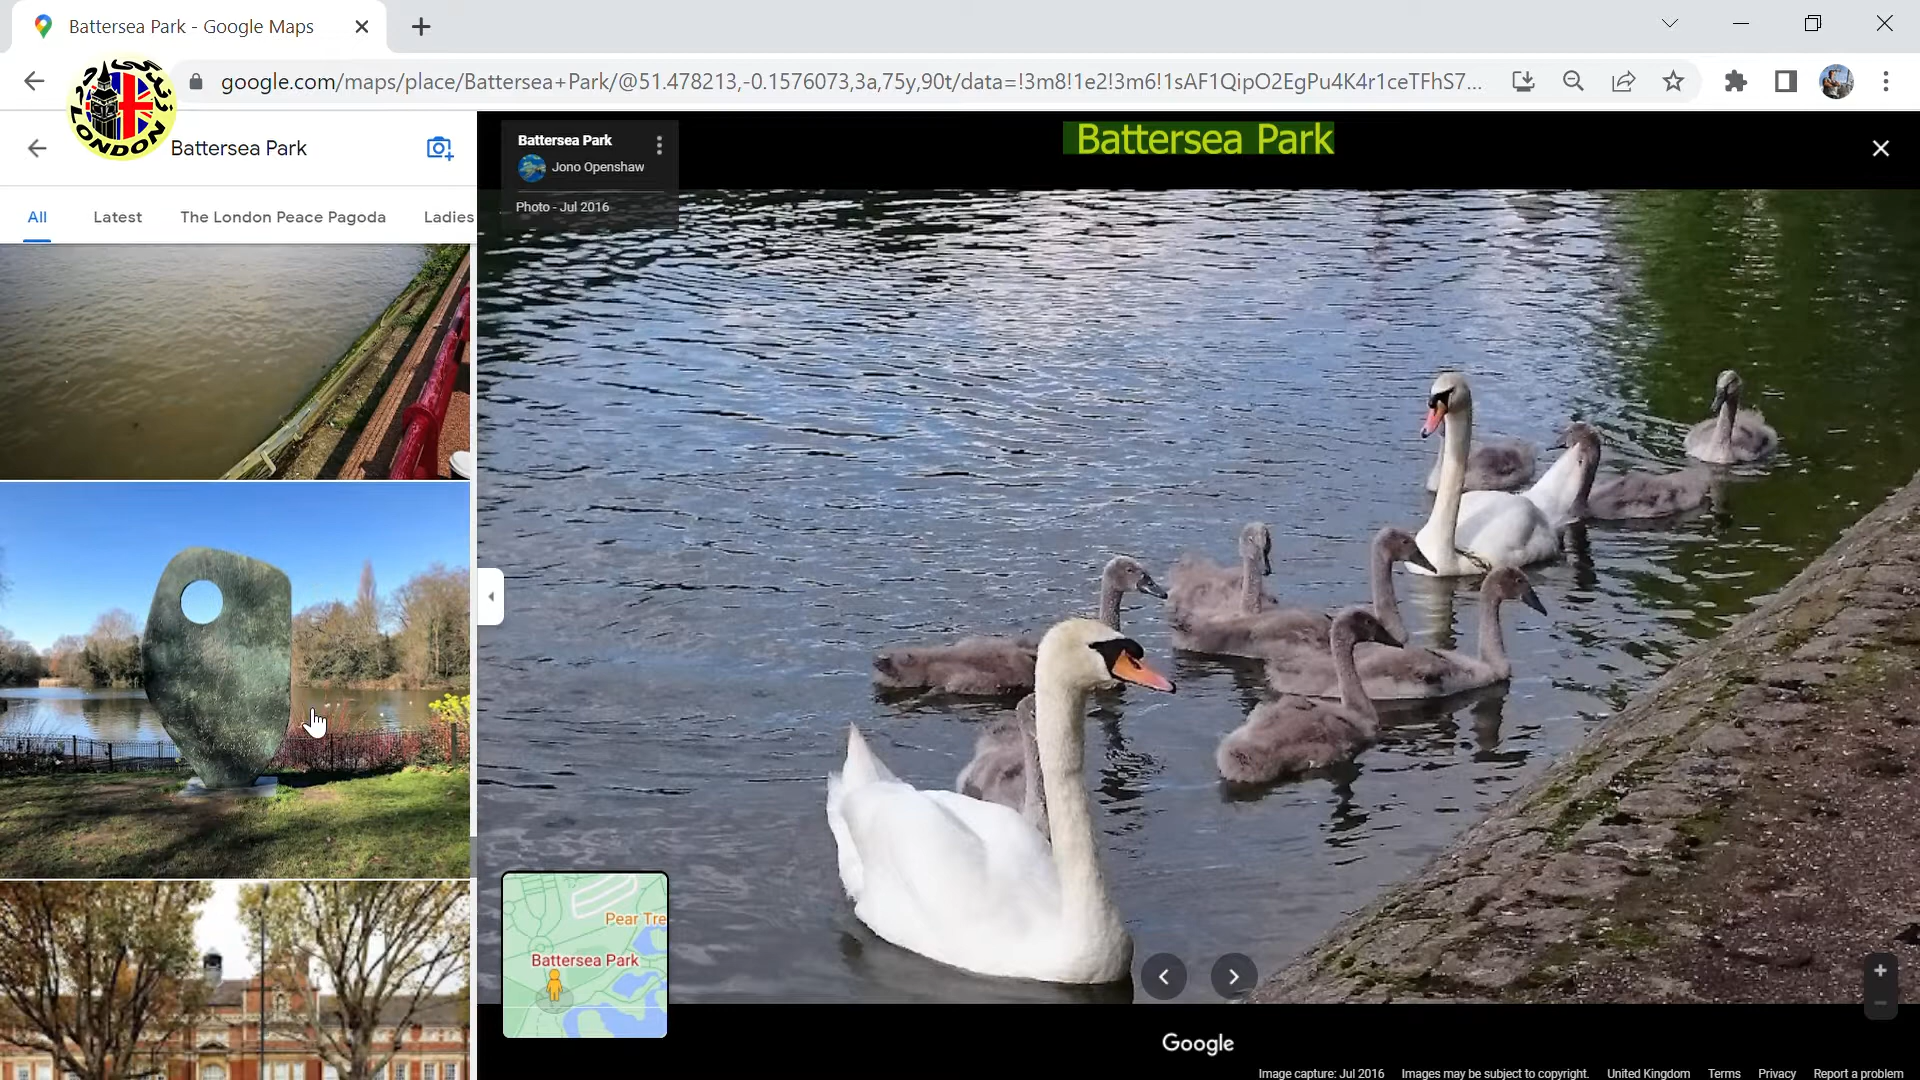 Battersea Park - Google Maps
google.com/maps/place/Battersea+Park/@51.478213,-0.1576073,3a,75y,90t/data=!3m8!1e2!3m6!1sAF1QipO2EgPu4K4r1ceTFhS7...
LONDON
Battersea Park
All
Latest
The London Peace Pagoda
Ladies
Battersea Park
Jono Openshaw
Photo - Jul 2016
Battersea Park
Pear Tre
Battersea Park
Google
Image capture: Jul 2016 Images may be subject to copyright. United Kingdom Terms Privacy Report a problem